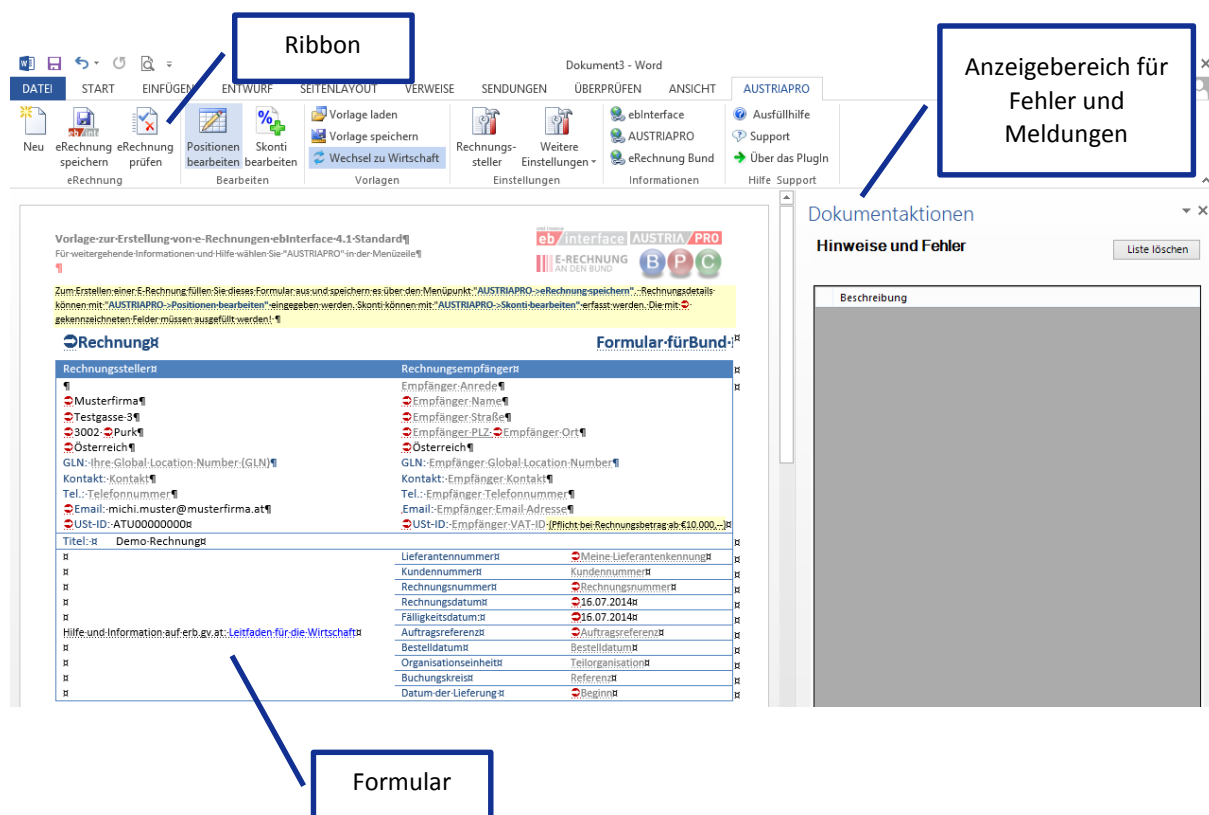 Ribbon
Anzeigebereich für
Fehler und
Meldungen
Dokument3 - Word
DATEI START EINFÜGEN ENTWURF SEITENLAYOUT VERWEISE SENDUNGEN ÜBERPRÜFEN ANSICHT AUSTRIAPRO
Neu
eRechnung speichern
eRechnung prüfen
eRechnung
Positionen bearbeiten
Skonti bearbeiten
Bearbeiten
Vorlage laden
Vorlage speichern
Wechsel zu Wirtschaft
Vorlagen
Rechnungs-
steller
Weitere
Einstellungen
Einstellungen
ebInterface
AUSTRIAPRO
eRechnung Bund
Informationen
Ausfüllhilfe
Support
Über das PlugIn
Hilfe Support
Vorlage·zur·Erstellung·von·e-Rechnungen·ebInterface·4.1·Standard¶
Für·weitergehende·Informationen·und·Hilfe·wählen·Sie·"AUSTRIAPRO"·in·der·Menüzeile¶
¶
eb/interface AUSTRIA/PRO
E-RECHNUNG
AN DEN BUND
B P C
Zum·Erstellen·einer·E-Rechnung·füllen·Sie·dieses·Formular·aus·und·speichern·es·über·den·Menüpunkt·"AUSTRIAPRO->eRechnung·speichern".·Rechnungsdetails·
können·mit·"AUSTRIAPRO->Positionen·bearbeiten"·eingegeben·werden.·Skonti·können·mit·"AUSTRIAPRO->Skonti·bearbeiten"·erfasst·werden.·Die·mit·
gekennzeichneten·Felder·müssen·ausgefüllt·werden!·¶
Rechnung¤ Formular·fürBund·
Rechnungssteller¤ Rechnungsempfänger¤
¶ Empfänger·Anrede¶
Musterfirma¶ Empfänger·Name¶
Testgasse·3¶ Empfänger·Straße¶
3002·Purk¶ Empfänger·PLZ·Empfänger·Ort¶
Österreich¶ Österreich¶
GLN:·Ihre·Global·Location·Number·(GLN)¶ GLN:·Empfänger·Global·Location·Number¶
Kontakt:·Kontakt¶ Kontakt:·Empfänger·Kontakt¶
Tel.:·Telefonnummer¶ Tel.:·Empfänger·Telefonnummer¶
Email:·michi.muster@musterfirma.at¶ Email:·Empfänger·Email·Adresse¶
USt-ID:·ATU00000000¤ USt-ID:·Empfänger·VAT-ID·(Pflicht·bei·Rechnungsbetrag·ab·€10.000,--)¤
Titel:·¤ Demo·Rechnung¤
Lieferantennummer¤ Meine·Lieferantenkennung¤
Kundennummer¤ Kundennummer¤
Rechnungsnummer¤ Rechnungsnummer¤
Rechnungsdatum¤ 16.07.2014¤
Fälligkeitsdatum:¤ 16.07.2014¤
Hilfe·und·Information·auf·erb.gv.at:·Leitfaden·für·die·Wirtschaft¤ Auftragsreferenz¤ Auftragsreferenz¤
Bestelldatum¤ Bestelldatum¤
Organisationseinheit¤ Teilorganisation¤
Buchungskreis¤ Referenz¤
Datum·der·Lieferung·¤ Beginn¤
Dokumentaktionen
Hinweise und Fehler
Liste löschen
Beschreibung
Formular